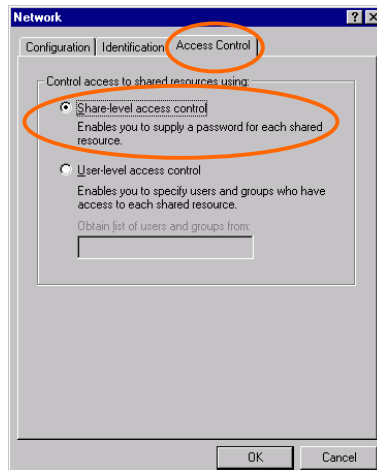 Network
Configuration Identification Access Control
Control access to shared resources using:
Share-level access control
Enables you to supply a password for each shared
resource.
User-level access control
Enables you to specify users and groups who have
access to each shared resource.
Obtain list of users and groups from:
OK Cancel